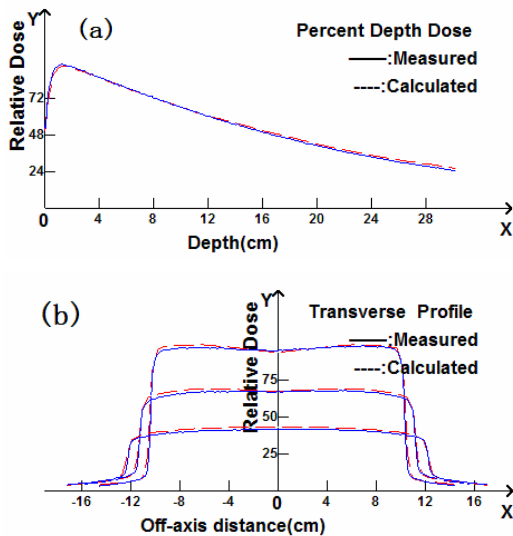 Y
(a)
Percent Depth Dose
——:Measured
----:Calculated
Relative Dose
72
48
24
0 4 8 12 16 20 24 28
X
Depth(cm)
(b)
Y
Transverse Profile
——:Measured
----:Calculated
Relative Dose
75
50
25
-16 -12 -8 -4 0 4 8 12 16
X
Off-axis distance(cm)